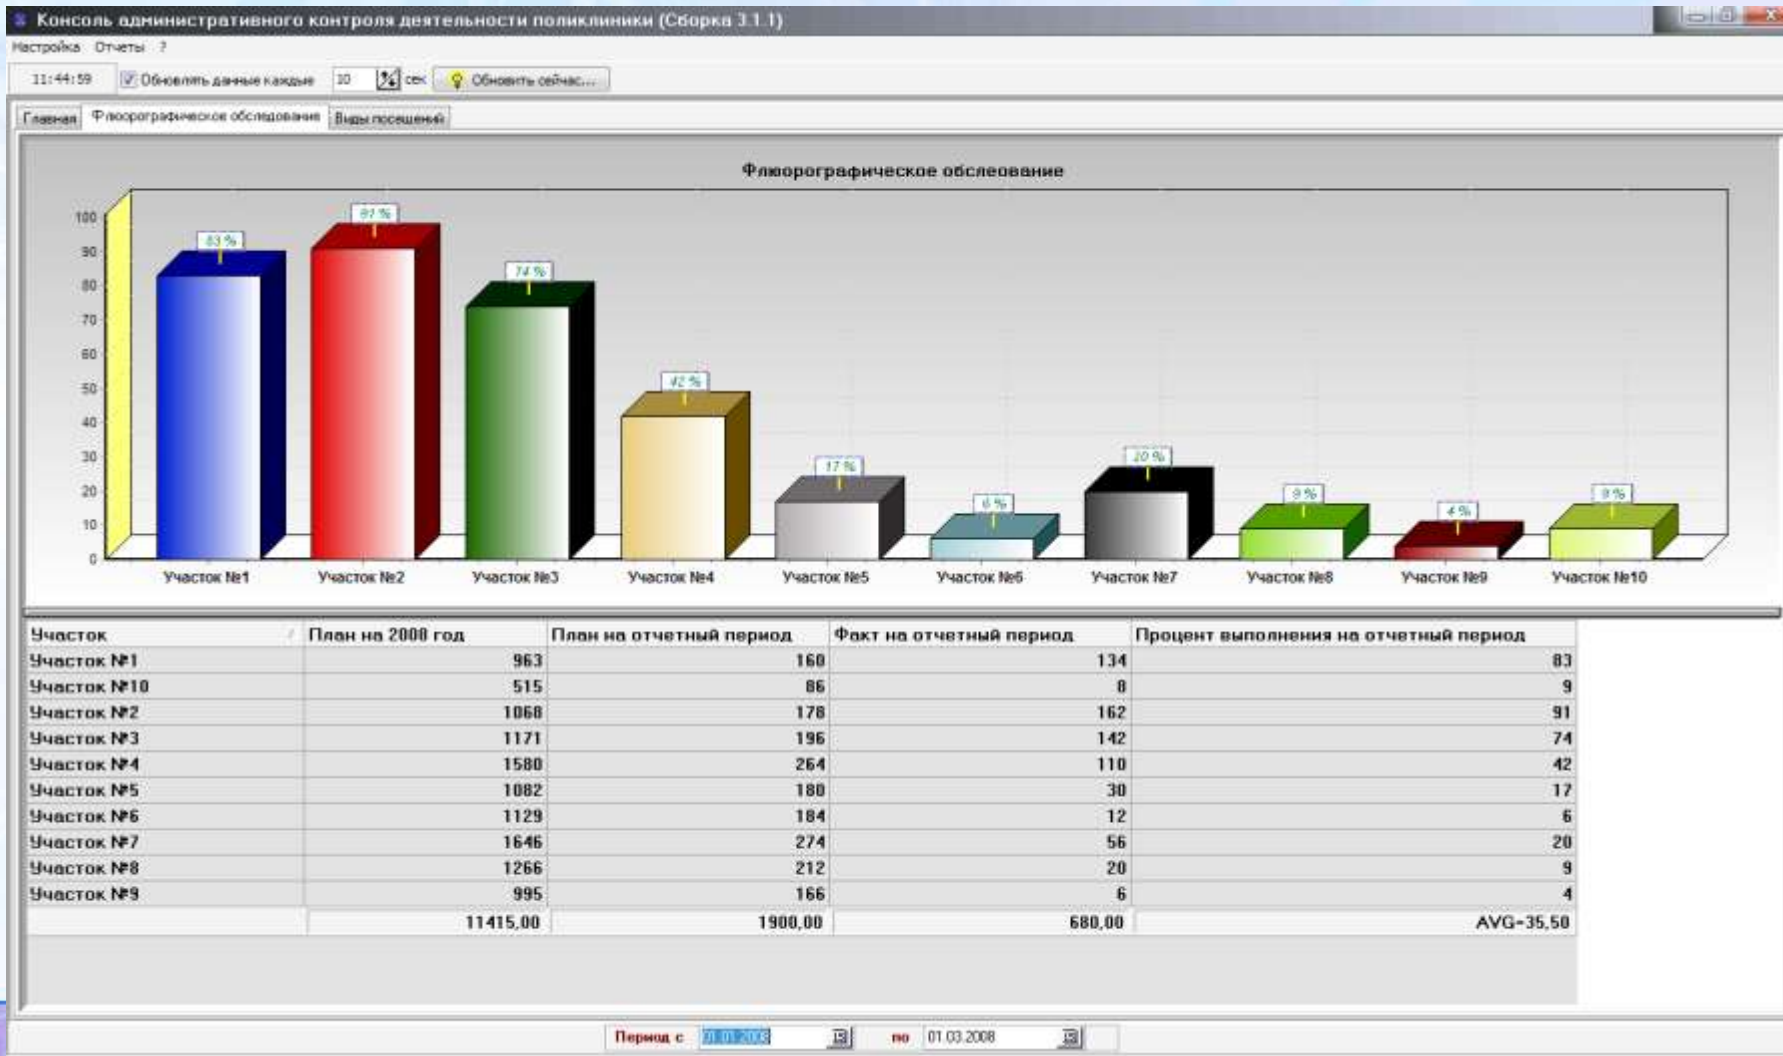 Консоль административного контроля деятельности поликлиники (Сборка 3.1.1)
Настройка Отчеты ?
11:44:59 Обновлять данные каждые 10 сек Обновить сейчас...
Главная Флюорографическое обследование Виды посещений
Флюорографическое обслеование
100
90
80
70
60
50
40
30
20
10
0
83 % 91 % 74 % 42 % 17 % 6 % 20 % 9 % 4 % 9 %
Участок №1 Участок №2 Участок №3 Участок №4 Участок №5 Участок №6 Участок №7 Участок №8 Участок №9 Участок №10
Участок План на 2008 год План на отчетный период Факт на отчетный период Процент выполнения на отчетный период
Участок №1 963 160 134 83
Участок №10 515 86 8 9
Участок №2 1068 178 162 91
Участок №3 1171 196 142 74
Участок №4 1580 264 110 42
Участок №5 1082 180 30 17
Участок №6 1129 184 12 6
Участок №7 1646 274 56 20
Участок №8 1266 212 20 9
Участок №9 995 166 6 4
11415,00 1900,00 680,00 AVG=35,50
Период с 01.01.2008 15 по 01.03.2008 15